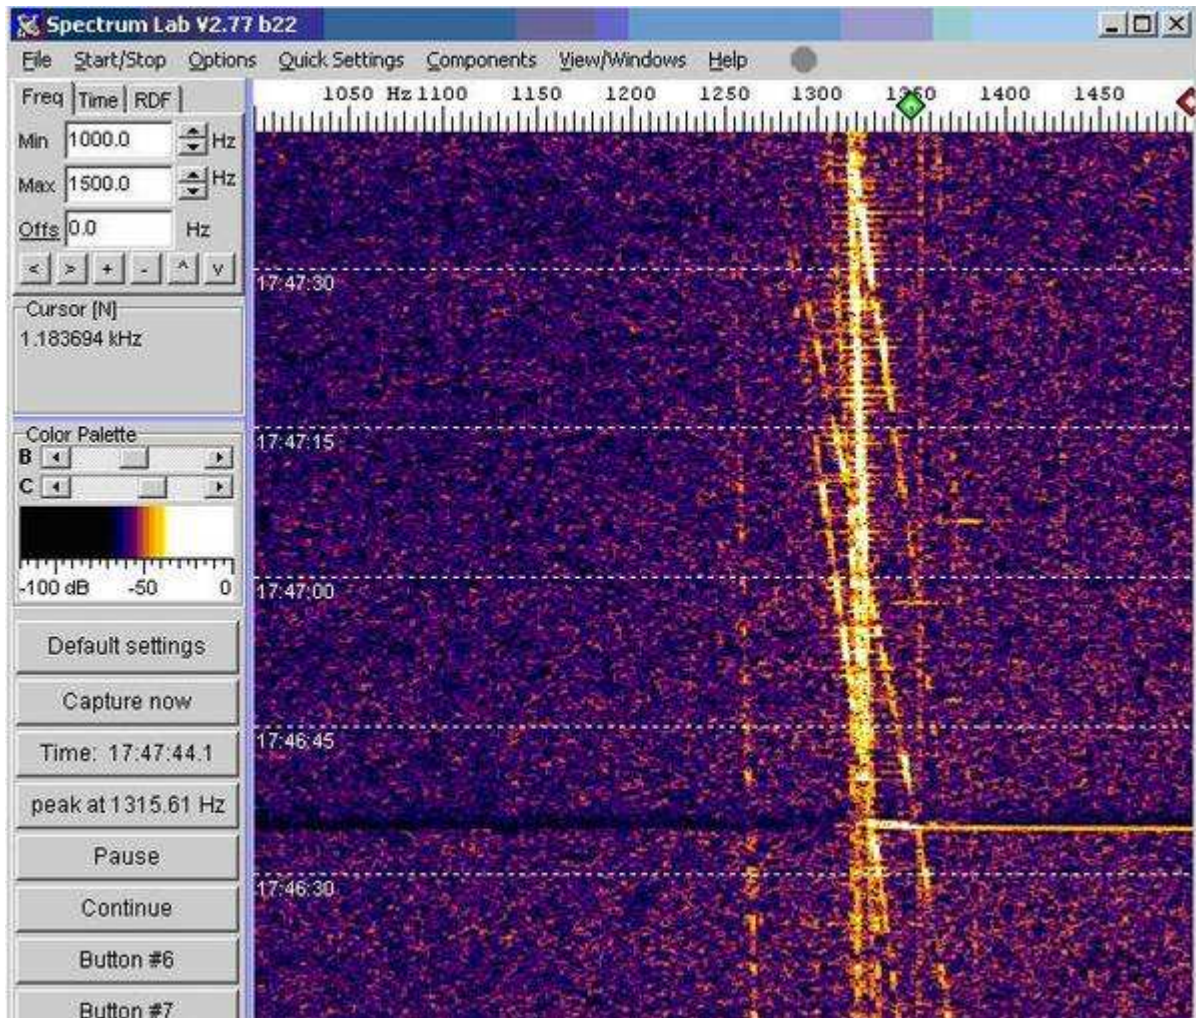 Spectrum Lab V2.77 b22
File Start/Stop Options Quick Settings Components View/Windows Help
Freq Time RDF
1050 Hz 1100 1150 1200 1250 1300 1350 1400 1450
Min 1000.0 Hz
Max 1500.0 Hz
Offs 0.0 Hz
< > + - ^ v
Cursor [N]
1.183694 kHz
Color Palette
B
C
-100 dB -50 0
Default settings
Capture now
Time: 17:47:44.1
peak at 1315.61 Hz
Pause
Continue
Button #6
Button #7
17:47:30
17:47:15
17:47:00
17:46:45
17:46:30